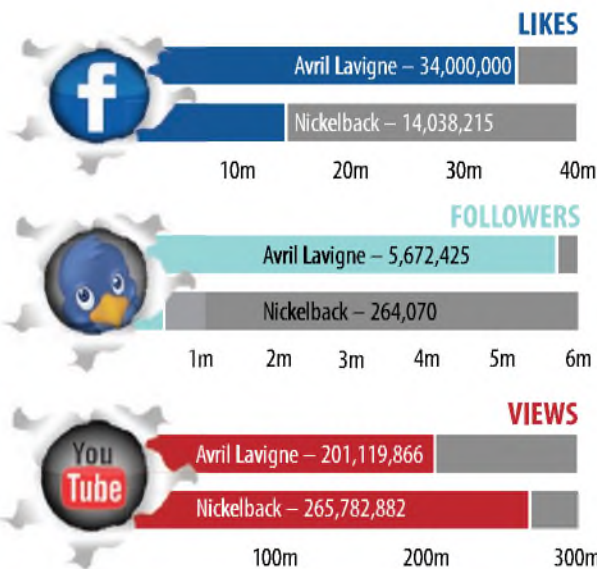 LIKES
f
Avril Lavigne – 34,000,000
Nickelback – 14,038,215
10m 20m 30m 40m
FOLLOWERS
Avril Lavigne – 5,672,425
Nickelback – 264,070
1m 2m 3m 4m 5m 6m
VIEWS
You
Tube
Avril Lavigne – 201,119,866
Nickelback – 265,782,882
100m 200m 300m